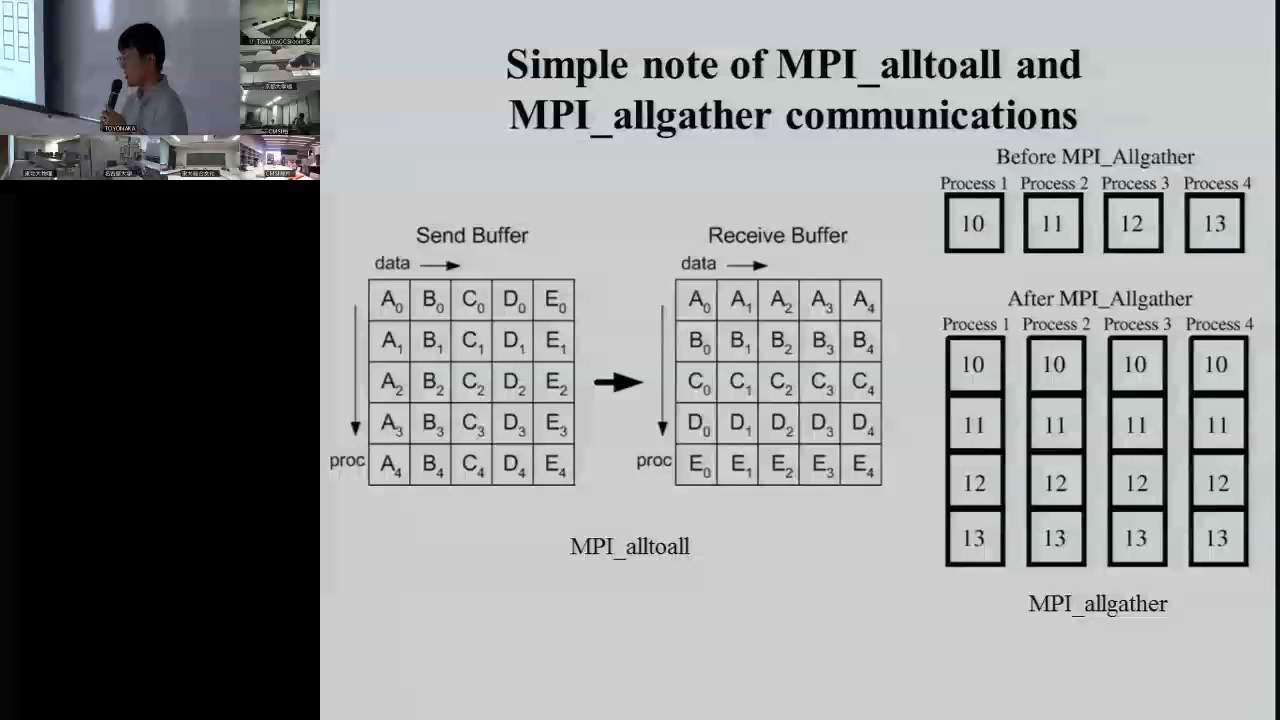 Simple note of MPI_alltoall and
MPI_allgather communications
Send Buffer
data
A0 B0 C0 D0 E0
A1 B1 C1 D1 E1
A2 B2 C2 D2 E2
A3 B3 C3 D3 E3
A4 B4 C4 D4 E4
proc
Receive Buffer
data
A0 A1 A2 A3 A4
B0 B1 B2 B3 B4
C0 C1 C2 C3 C4
D0 D1 D2 D3 D4
E0 E1 E2 E3 E4
proc
MPI_alltoall
Before MPI_Allgather
Process 1 Process 2 Process 3 Process 4
10 11 12 13
After MPI_Allgather
Process 1 Process 2 Process 3 Process 4
10 10 10 10
11 11 11 11
12 12 12 12
13 13 13 13
MPI_allgather
TOYONAKA